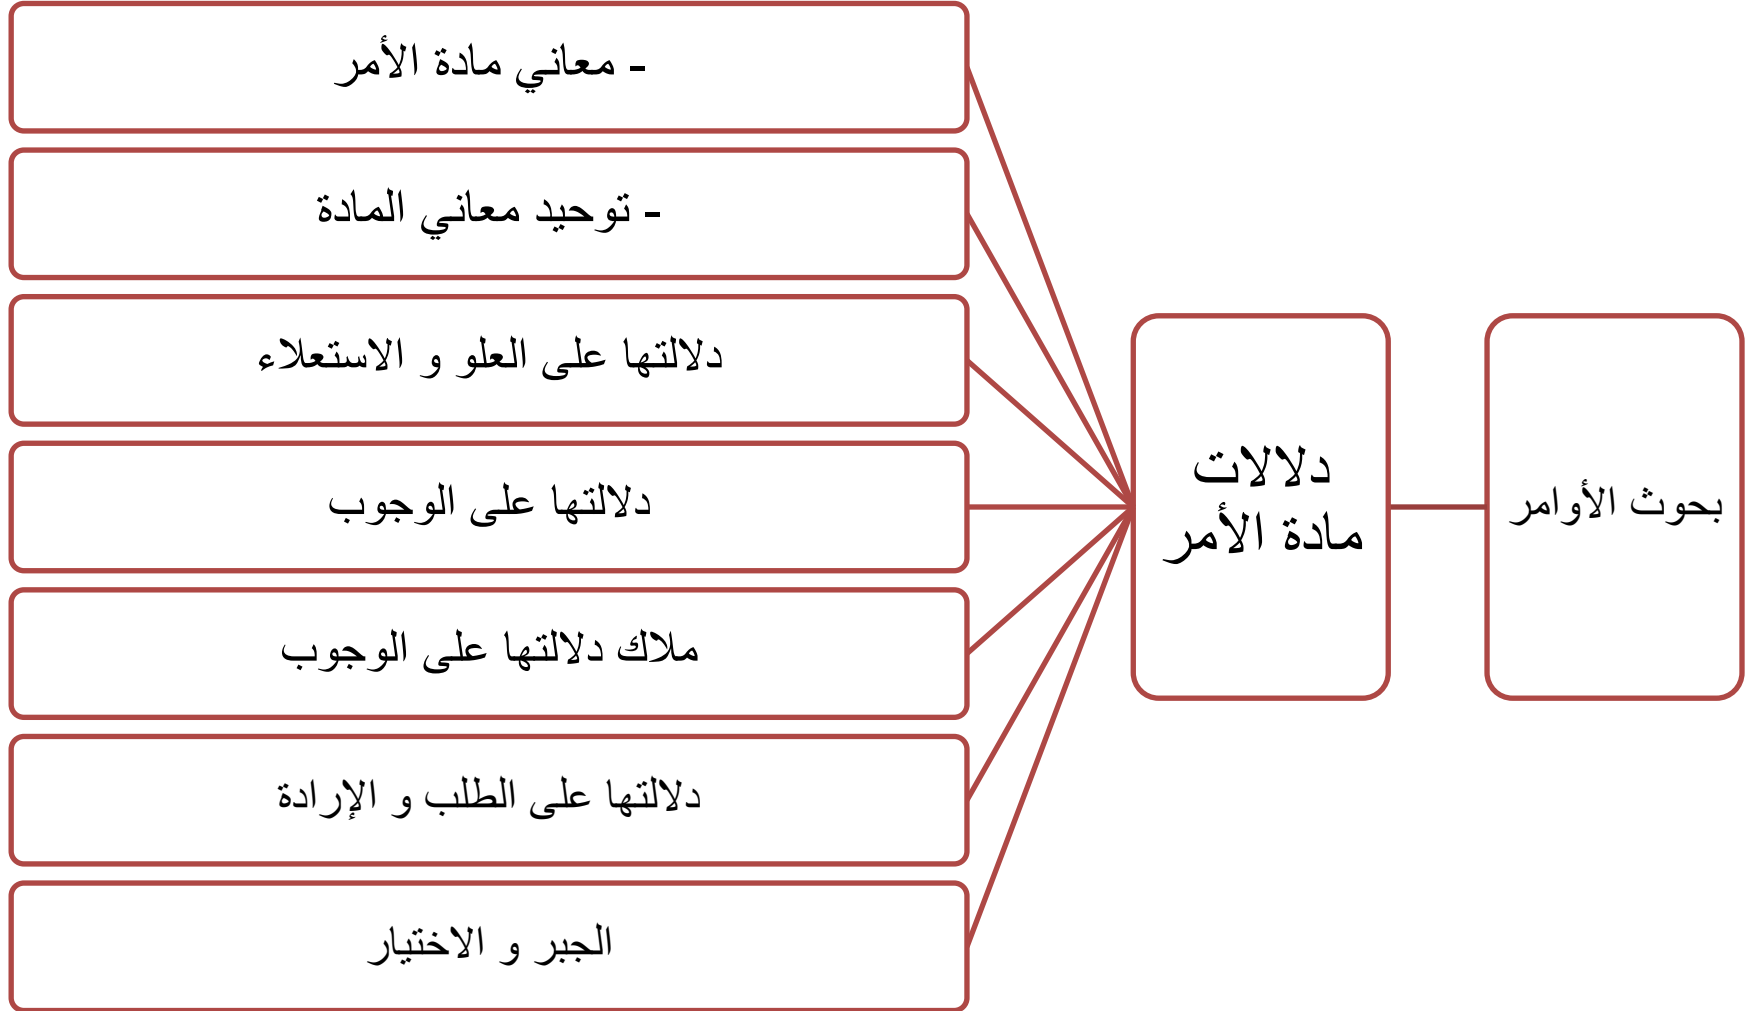 بحوث الأوامر
دلالات
مادة الأمر
- معاني مادة الأمر
- توحيد معاني المادة
دلالتها على العلو و الاستعلاء
دلالتها على الوجوب
ملاك دلالتها على الوجوب
دلالتها على الطلب و الإرادة
الجبر و الاختيار